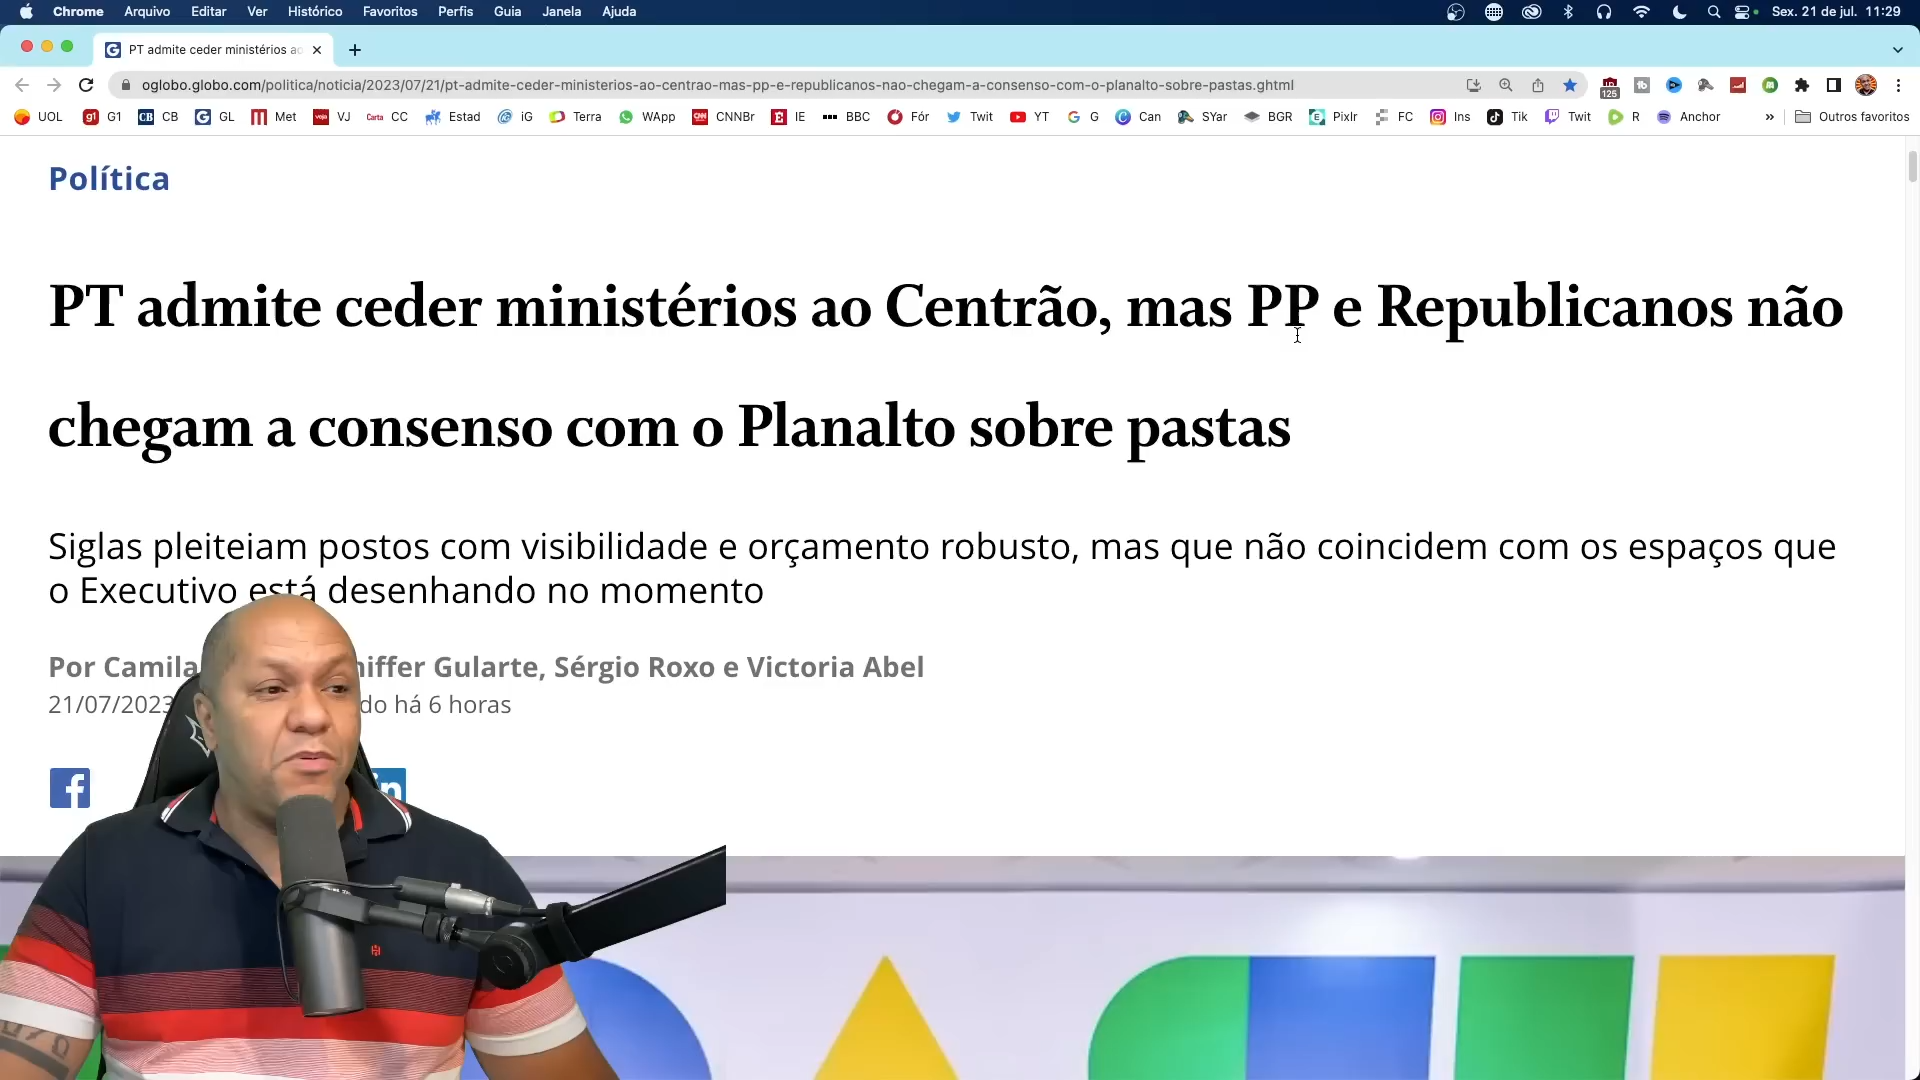 Chrome Arquivo Editar Ver Histórico Favoritos Perfis Guia Janela Ajuda Sex. 21 de jul. 11:29
PT admite ceder ministérios ao
oglobo.globo.com/politica/noticia/2023/07/21/pt-admite-ceder-ministerios-ao-centrao-mas-pp-e-republicanos-nao-chegam-a-consenso-com-o-planalto-sobre-pastas.ghtml 125
UOL G1 CB GL Met VJ CC Estad iG Terra WApp CNNBr IE BBC Fór Twit YT G Can SYar BGR Pixlr FC Ins Tik Twit R Anchor » Outros favoritos
Política
PT admite ceder ministérios ao Centrão, mas PP e Republicanos não
chegam a consenso com o Planalto sobre pastas
Siglas pleiteiam postos com visibilidade e orçamento robusto, mas que não coincidem com os espaços que
o Executivo está desenhando no momento
Por Camila niffer Gularte, Sérgio Roxo e Victoria Abel
21/07/2023 do há 6 horas
f in